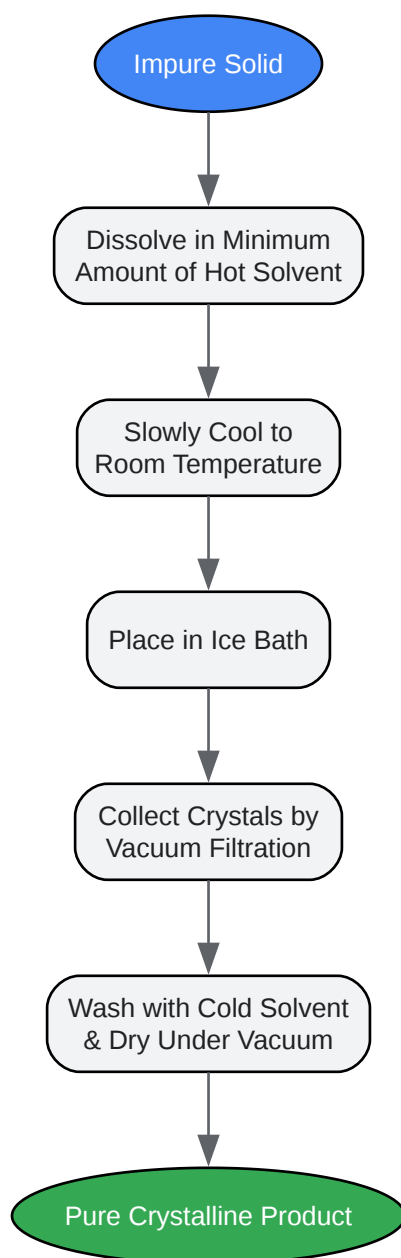 Impure Solid
Dissolve in Minimum
Amount of Hot Solvent
Slowly Cool to
Room Temperature
Place in Ice Bath
Collect Crystals by
Vacuum Filtration
Wash with Cold Solvent
& Dry Under Vacuum
Pure Crystalline Product